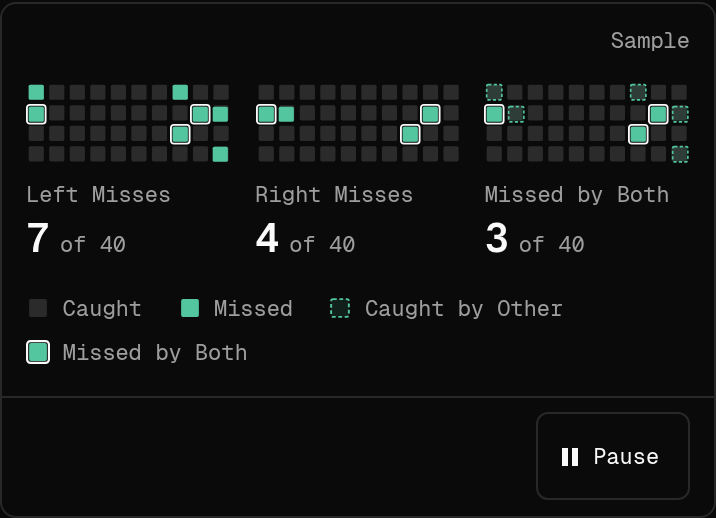 Sample
Left Misses
7 of 40
Right Misses
4 of 40
Missed by Both
3 of 40
Caught
Missed
Caught by Other
Missed by Both
Pause